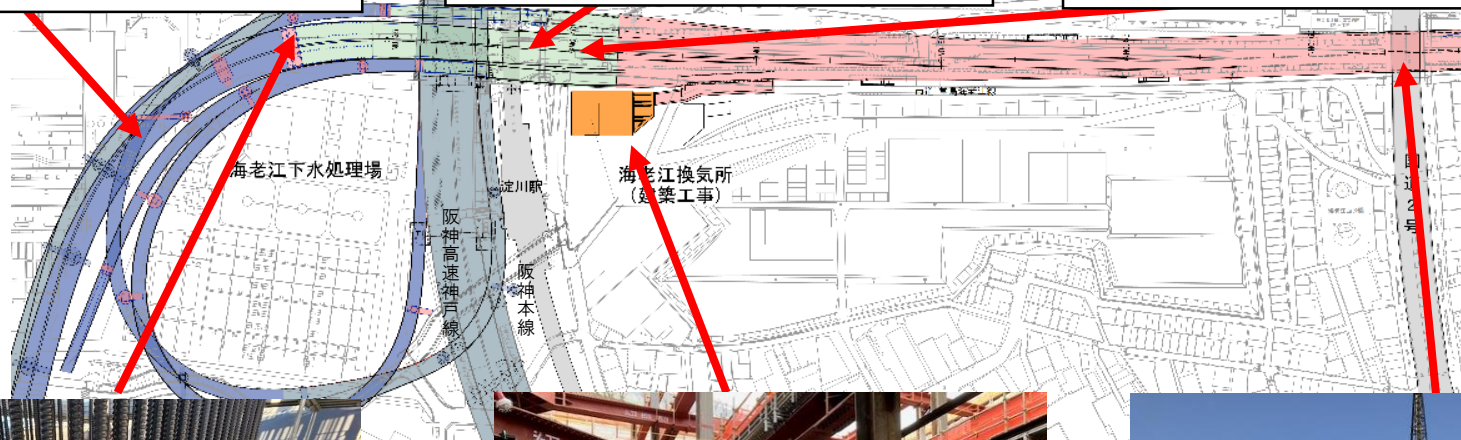 海老江下水処理場
淀川駅
海老江換気所
（建築工事）
阪神高速神戸線
阪神本線
国道2号